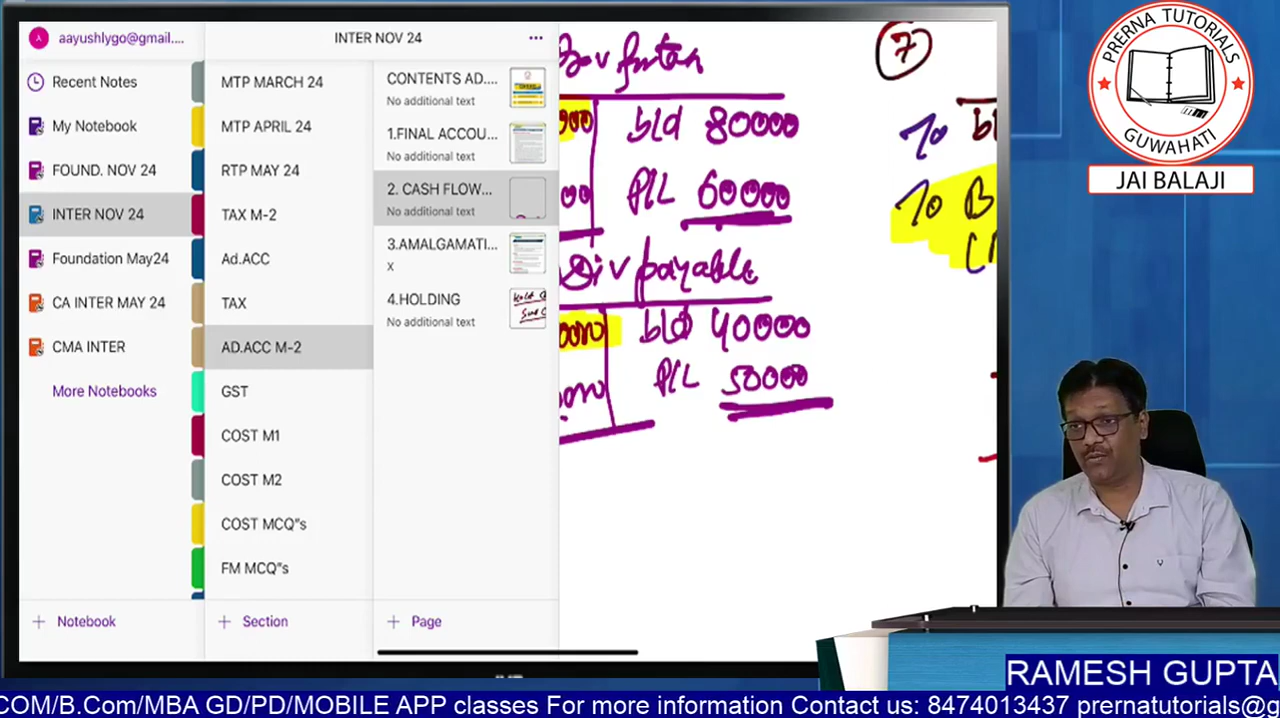 aayushlygo@gmail....
Recent Notes
My Notebook
FOUND. NOV 24
INTER NOV 24
Foundation May24
CA INTER MAY 24
CMA INTER
More Notebooks
+ Notebook
INTER NOV 24
MTP MARCH 24
MTP APRIL 24
RTP MAY 24
TAX M-2
Ad.ACC
TAX
AD.ACC M-2
GST
COST M1
COST M2
COST MCQ"s
FM MCQ"s
+ Section
CONTENTS AD....
No additional text
1.FINAL ACCOU...
No additional text
2. CASH FLOW...
No additional text
3.AMALGAMATI...
X
4.HOLDING
No additional text
+ Page
b/d 80000
P/L 60000
Div payable
b/d 40000
P/L 50000
7
To
To B
PRERNA TUTORIALS
GUWAHATI
JAI BALAJI
RAMESH GUPTA
COM/B.Com/MBA GD/PD/MOBILE APP classes For more information Contact us: 8474013437 prernatutorials@g